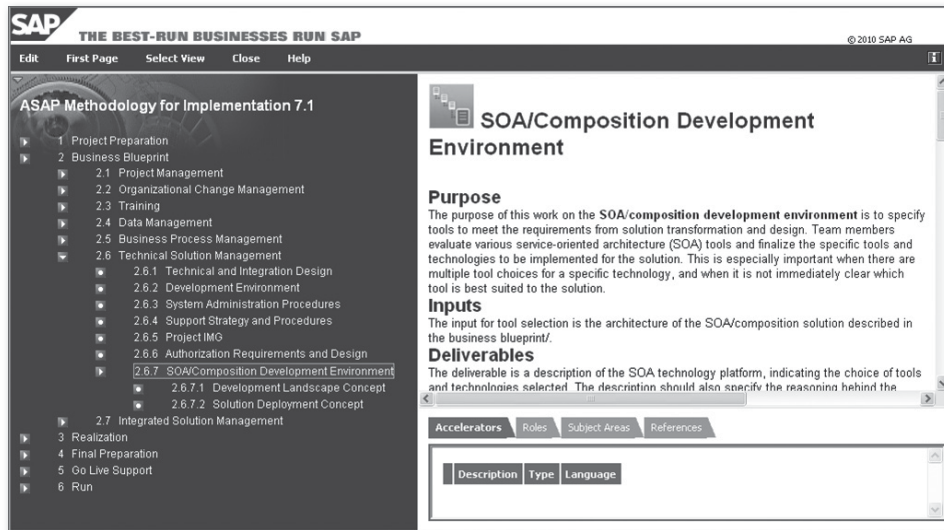 SAP
THE BEST-RUN BUSINESSES RUN SAP
© 2010 SAP AG
Edit First Page Select View Close Help
i
ASAP Methodology for Implementation 7.1
1 Project Preparation
2 Business Blueprint
2.1 Project Management
2.2 Organizational Change Management
2.3 Training
2.4 Data Management
2.5 Business Process Management
2.6 Technical Solution Management
2.6.1 Technical and Integration Design
2.6.2 Development Environment
2.6.3 System Administration Procedures
2.6.4 Support Strategy and Procedures
2.6.5 Project IMG
2.6.6 Authorization Requirements and Design
2.6.7 SOA/Composition Development Environment
2.6.7.1 Development Landscape Concept
2.6.7.2 Solution Deployment Concept
2.7 Integrated Solution Management
3 Realization
4 Final Preparation
5 Go Live Support
6 Run
SOA/Composition Development
Environment
Purpose
The purpose of this work on the SOA/composition development environment is to specify
tools to meet the requirements from solution transformation and design. Team members
evaluate various service-oriented architecture (SOA) tools and finalize the specific tools and
technologies to be implemented for the solution. This is especially important when there are
multiple tool choices for a specific technology, and when it is not immediately clear which
tool is best suited to the solution.
Inputs
The input for tool selection is the architecture of the SOA/composition solution described in
the business blueprint/.
Deliverables
The deliverable is a description of the SOA technology platform, indicating the choice of tools
and technologies selected. The description should also specify the reasoning behind the
Accelerators Roles Subject Areas References
Description Type Language